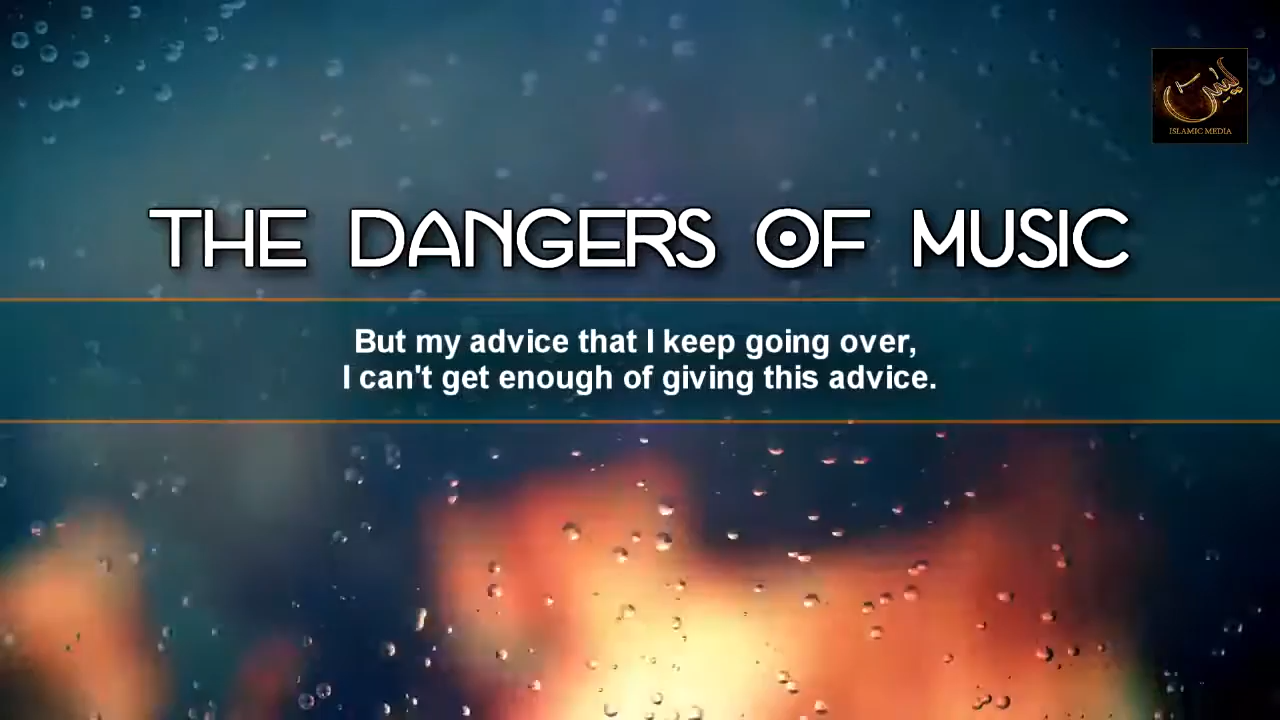 THE DANGERS OF MUSIC
But my advice that I keep going over,
I can't get enough of giving this advice.
ISLAMIC MEDIA